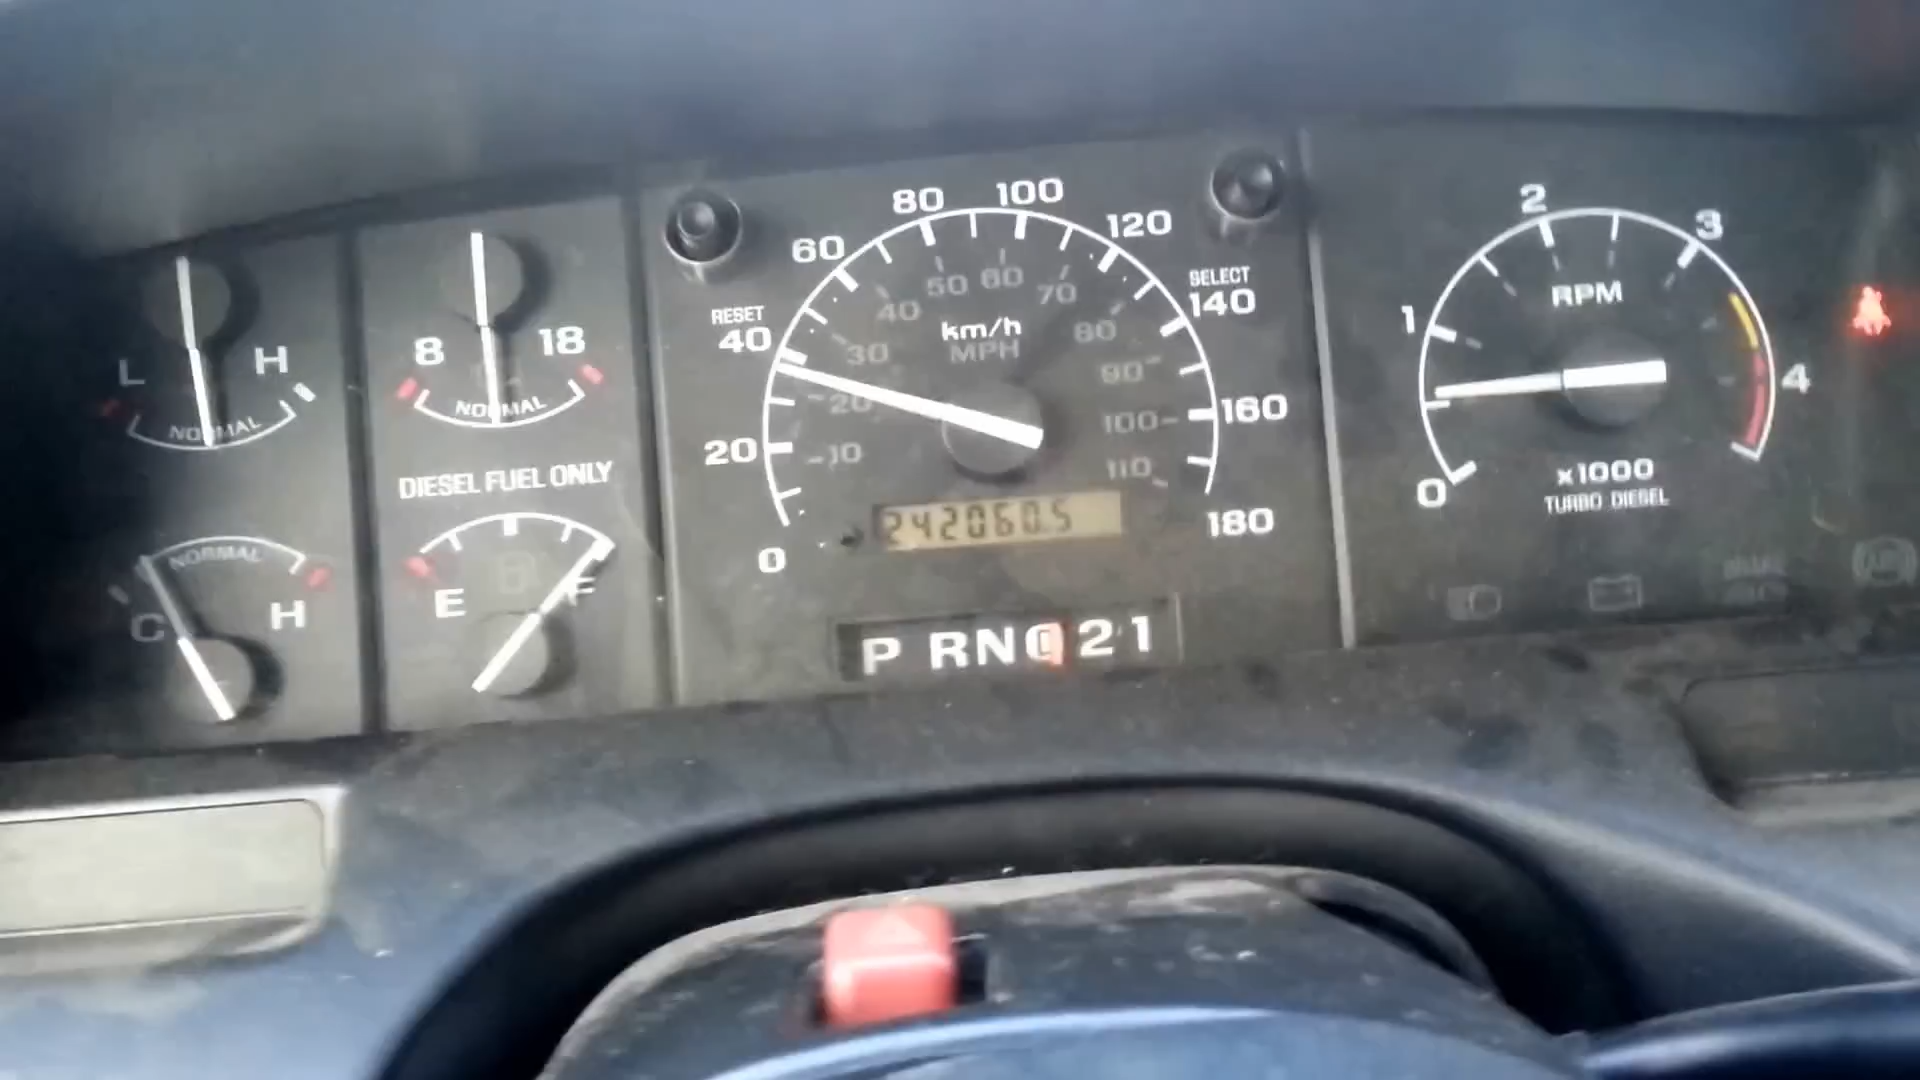 L H
NORMAL
8 18
NORMAL
DIESEL FUEL ONLY
NORMAL
C H
E F
RESET
SELECT
0 20 40 60 80 100 120 140 160 180
km/h
MPH
10 20 30 40 50 60 70 80 90 100 110
242060.5
P RN 21
0 1 2 3 4
RPM
x1000
TURBO DIESEL